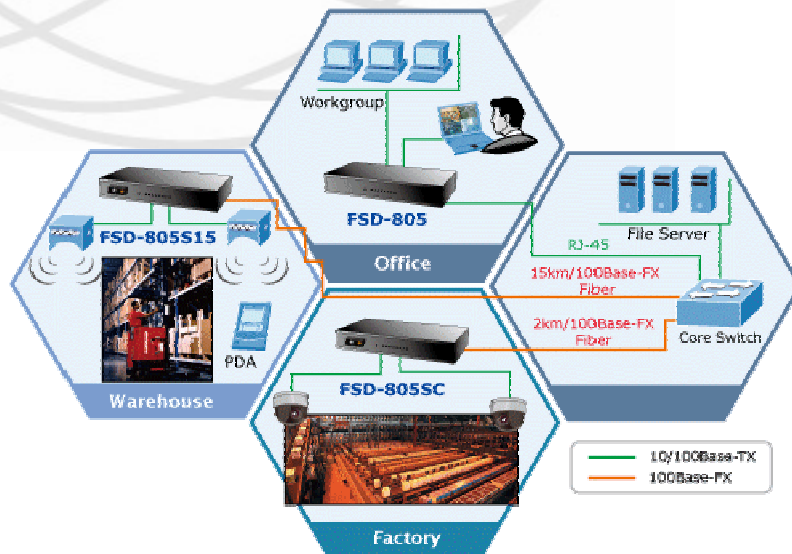 Workgroup
FSD-805
Office
FSD-805S15
PDA
Warehouse
File Server
RJ-45
15km/100Base-FX
Fiber
2km/100Base-FX
Fiber
Core Switch
FSD-805SC
Factory
10/100Base-TX
100Base-FX